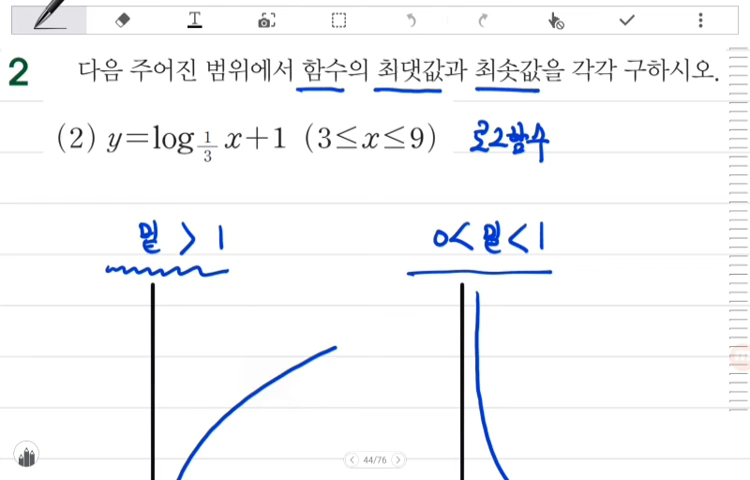 2 다음 주어진 범위에서 함수의 최댓값과 최솟값을 각각 구하시오.
(2) y=log_{1/3} x+1 (3≤x≤9) 로그함수
밑 > 1 0< 밑 < 1
44/76